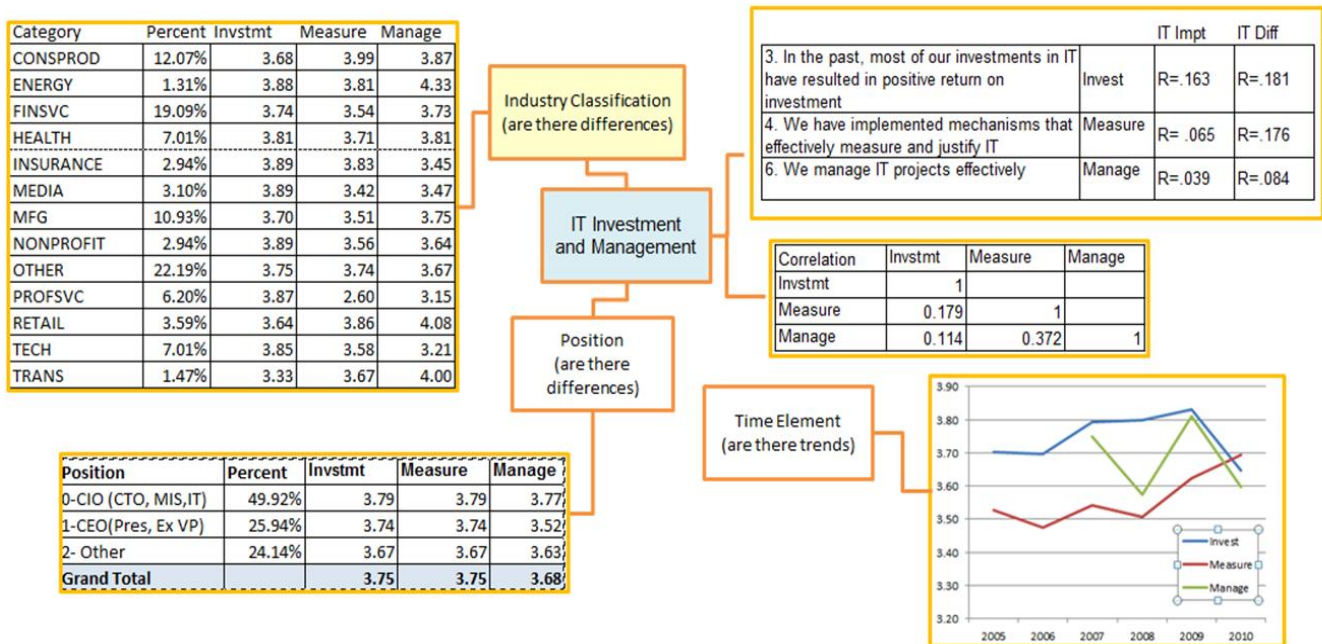 Category Percent Invstmt Measure Manage
CONSPROD 12.07% 3.68 3.99 3.87
ENERGY 1.31% 3.88 3.81 4.33
FINSVC 19.09% 3.74 3.54 3.73
HEALTH 7.01% 3.81 3.71 3.81
INSURANCE 2.94% 3.89 3.83 3.45
MEDIA 3.10% 3.89 3.42 3.47
MFG 10.93% 3.70 3.51 3.75
NONPROFIT 2.94% 3.89 3.56 3.64
OTHER 22.19% 3.75 3.74 3.67
PROFSVC 6.20% 3.87 2.60 3.15
RETAIL 3.59% 3.64 3.86 4.08
TECH 7.01% 3.85 3.58 3.21
TRANS 1.47% 3.33 3.67 4.00
Industry Classification
(are there differences)
IT Investment
and Management
Position
(are there
differences)
IT Impt IT Diff
3. In the past, most of our investments in IT
have resulted in positive return on
investment
Invest R=.163 R=.181
4. We have implemented mechanisms that
effectively measure and justify IT
Measure R= .065 R=.176
6. We manage IT projects effectively Manage R=.039 R=.084
Correlation Invstmt Measure Manage
Invstmt 1
Measure 0.179 1
Manage 0.114 0.372 1
Time Element
(are there trends)
Position Percent Invstmt Measure Manage
0-CIO (CTO, MIS,IT) 49.92% 3.79 3.79 3.77
1-CEO(Pres, Ex VP) 25.94% 3.74 3.74 3.52
2- Other 24.14% 3.67 3.67 3.63
Grand Total 3.75 3.75 3.68
3.90
3.80
3.70
3.60
3.50
3.40
3.30
3.20
2005 2006 2007 2008 2009 2010
Invest
Measure
Manage